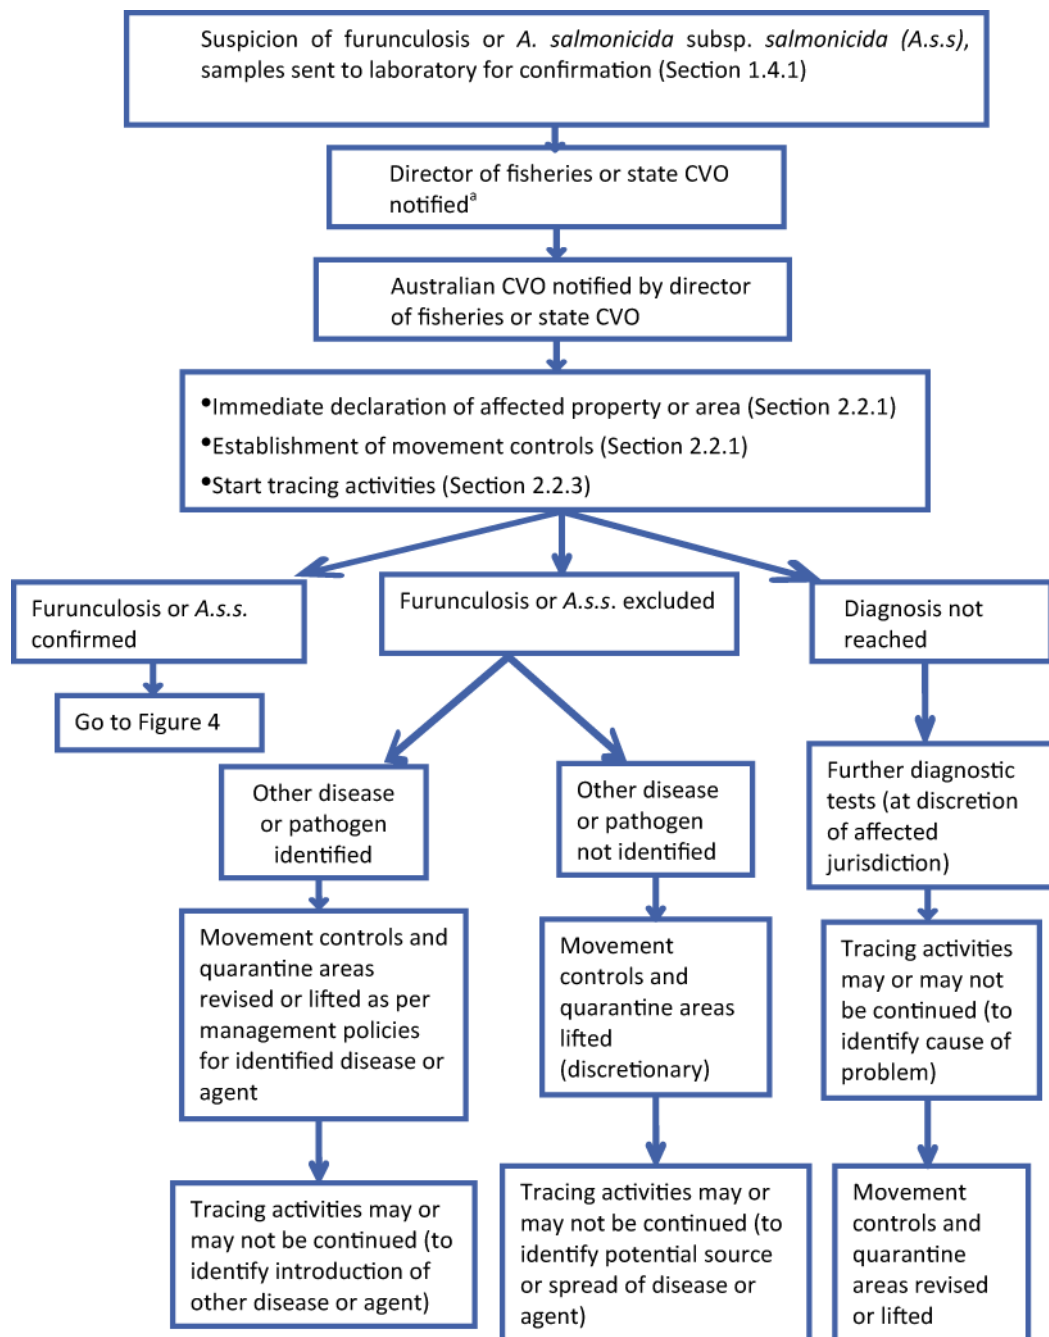 Suspicion of furunculosis or A. salmonicida subsp. salmonicida (A.s.s),
samples sent to laboratory for confirmation (Section 1.4.1)
Director of fisheries or state CVO
notifiedᵃ
Australian CVO notified by director
of fisheries or state CVO
•Immediate declaration of affected property or area (Section 2.2.1)
•Establishment of movement controls (Section 2.2.1)
•Start tracing activities (Section 2.2.3)
Furunculosis or A.s.s.
confirmed
Go to Figure 4
Furunculosis or A.s.s. excluded
Other disease
or pathogen
identified
Movement controls and
quarantine areas
revised or lifted as per
management policies
for identified disease or
agent
Tracing activities may or
may not be continued (to
identify introduction of
other disease or agent)
Other disease
or pathogen
not identified
Movement
controls and
quarantine areas
lifted
(discretionary)
Tracing activities may or
may not be continued (to
identify potential source
or spread of disease or
agent)
Diagnosis not
reached
Further diagnostic
tests (at discretion
of affected
jurisdiction)
Tracing activities
may or may not
be continued (to
identify cause of
problem)
Movement
controls and
quarantine
areas revised
or lifted